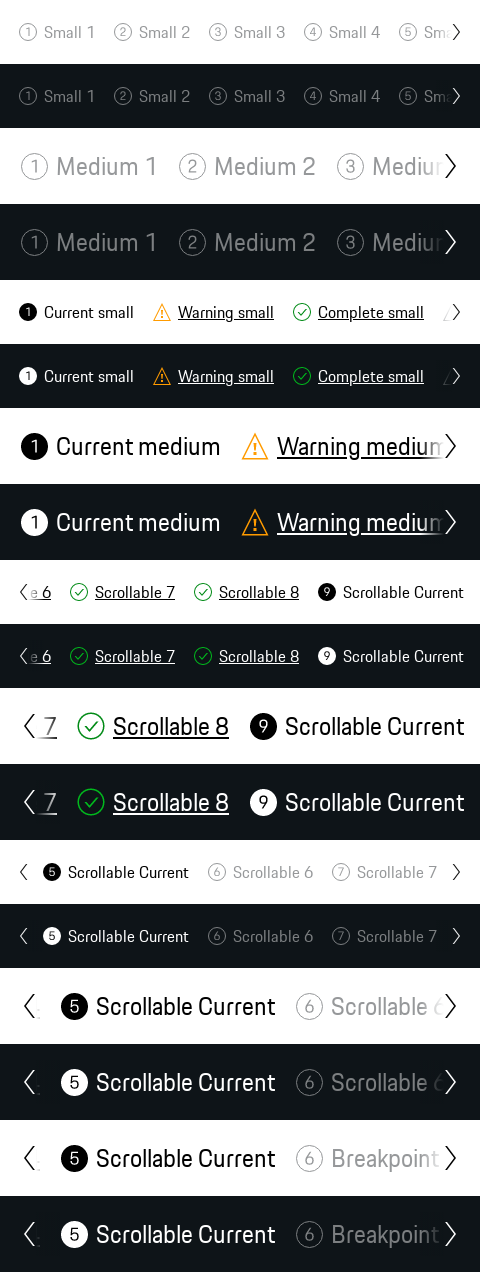 1 Small 1 2 Small 2 3 Small 3 4 Small 4 5
1 Small 1 2 Small 2 3 Small 3 4 Small 4 5
1 Medium 1 2 Medium 2 3
1 Medium 1 2 Medium 2 3
1 Current small Warning small Complete small
1 Current small Warning small Complete small
1 Current medium Warning medium
1 Current medium Warning medium
6 Scrollable 7 Scrollable 8 9 Scrollable Current
6 Scrollable 7 Scrollable 8 9 Scrollable Current
7 Scrollable 8 9 Scrollable Current
7 Scrollable 8 9 Scrollable Current
5 Scrollable Current 6 Scrollable 6 7 Scrollable 7
5 Scrollable Current 6 Scrollable 6 7 Scrollable 7
5 Scrollable Current 6 Scrollable 6
5 Scrollable Current 6 Scrollable 6
5 Scrollable Current 6 Breakpoint
5 Scrollable Current 6 Breakpoint